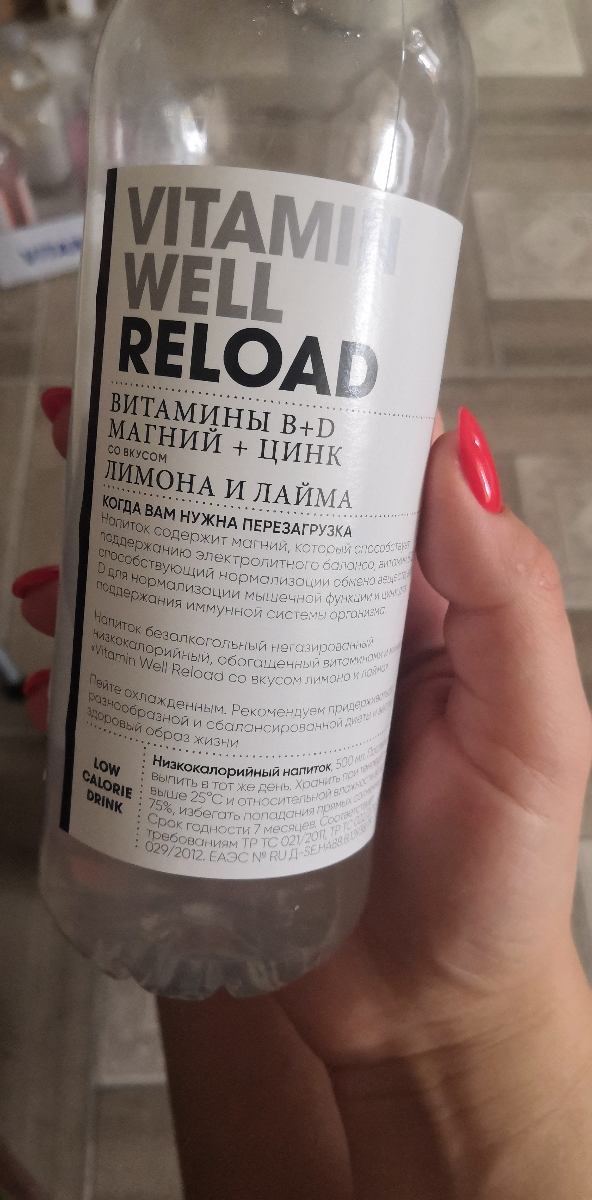 VITAMIN
WELL
RELOAD
ВИТАМИНЫ B+D
МАГНИЙ + ЦИНК
СО ВКУСОМ
ЛИМОНА И ЛАЙМА
КОГДА ВАМ НУЖНА ПЕРЕЗАГРУЗКА
Напиток содержит магний, который способствует
поддержанию электролитного баланса,
способствующий нормализации обмена веществ,
D для нормализации мышечной функции и цинк для
поддержания иммунной системы организма.
Напиток безалкогольный негазированный
низкокалорийный, обогащенный витаминами и
«Vitamin Well Reload со вкусом лимона и лайма»
Пейте охлажденным. Рекомендуем придерживаться
разнообразной и сбалансированной диеты и
здоровый образ жизни
LOW
CALORIE
DRINK
Низкокалорийный напиток, 500 мл.
выпить в тот же день. Хранить при
выше 25°C и относительной влажности
75%, избегать попадания прямых
Срок годности 7 месяцев.
требованиям ТР ТС 021/2011, ТР ТС
029/2012. ЕАЭС № RU Д-SE.